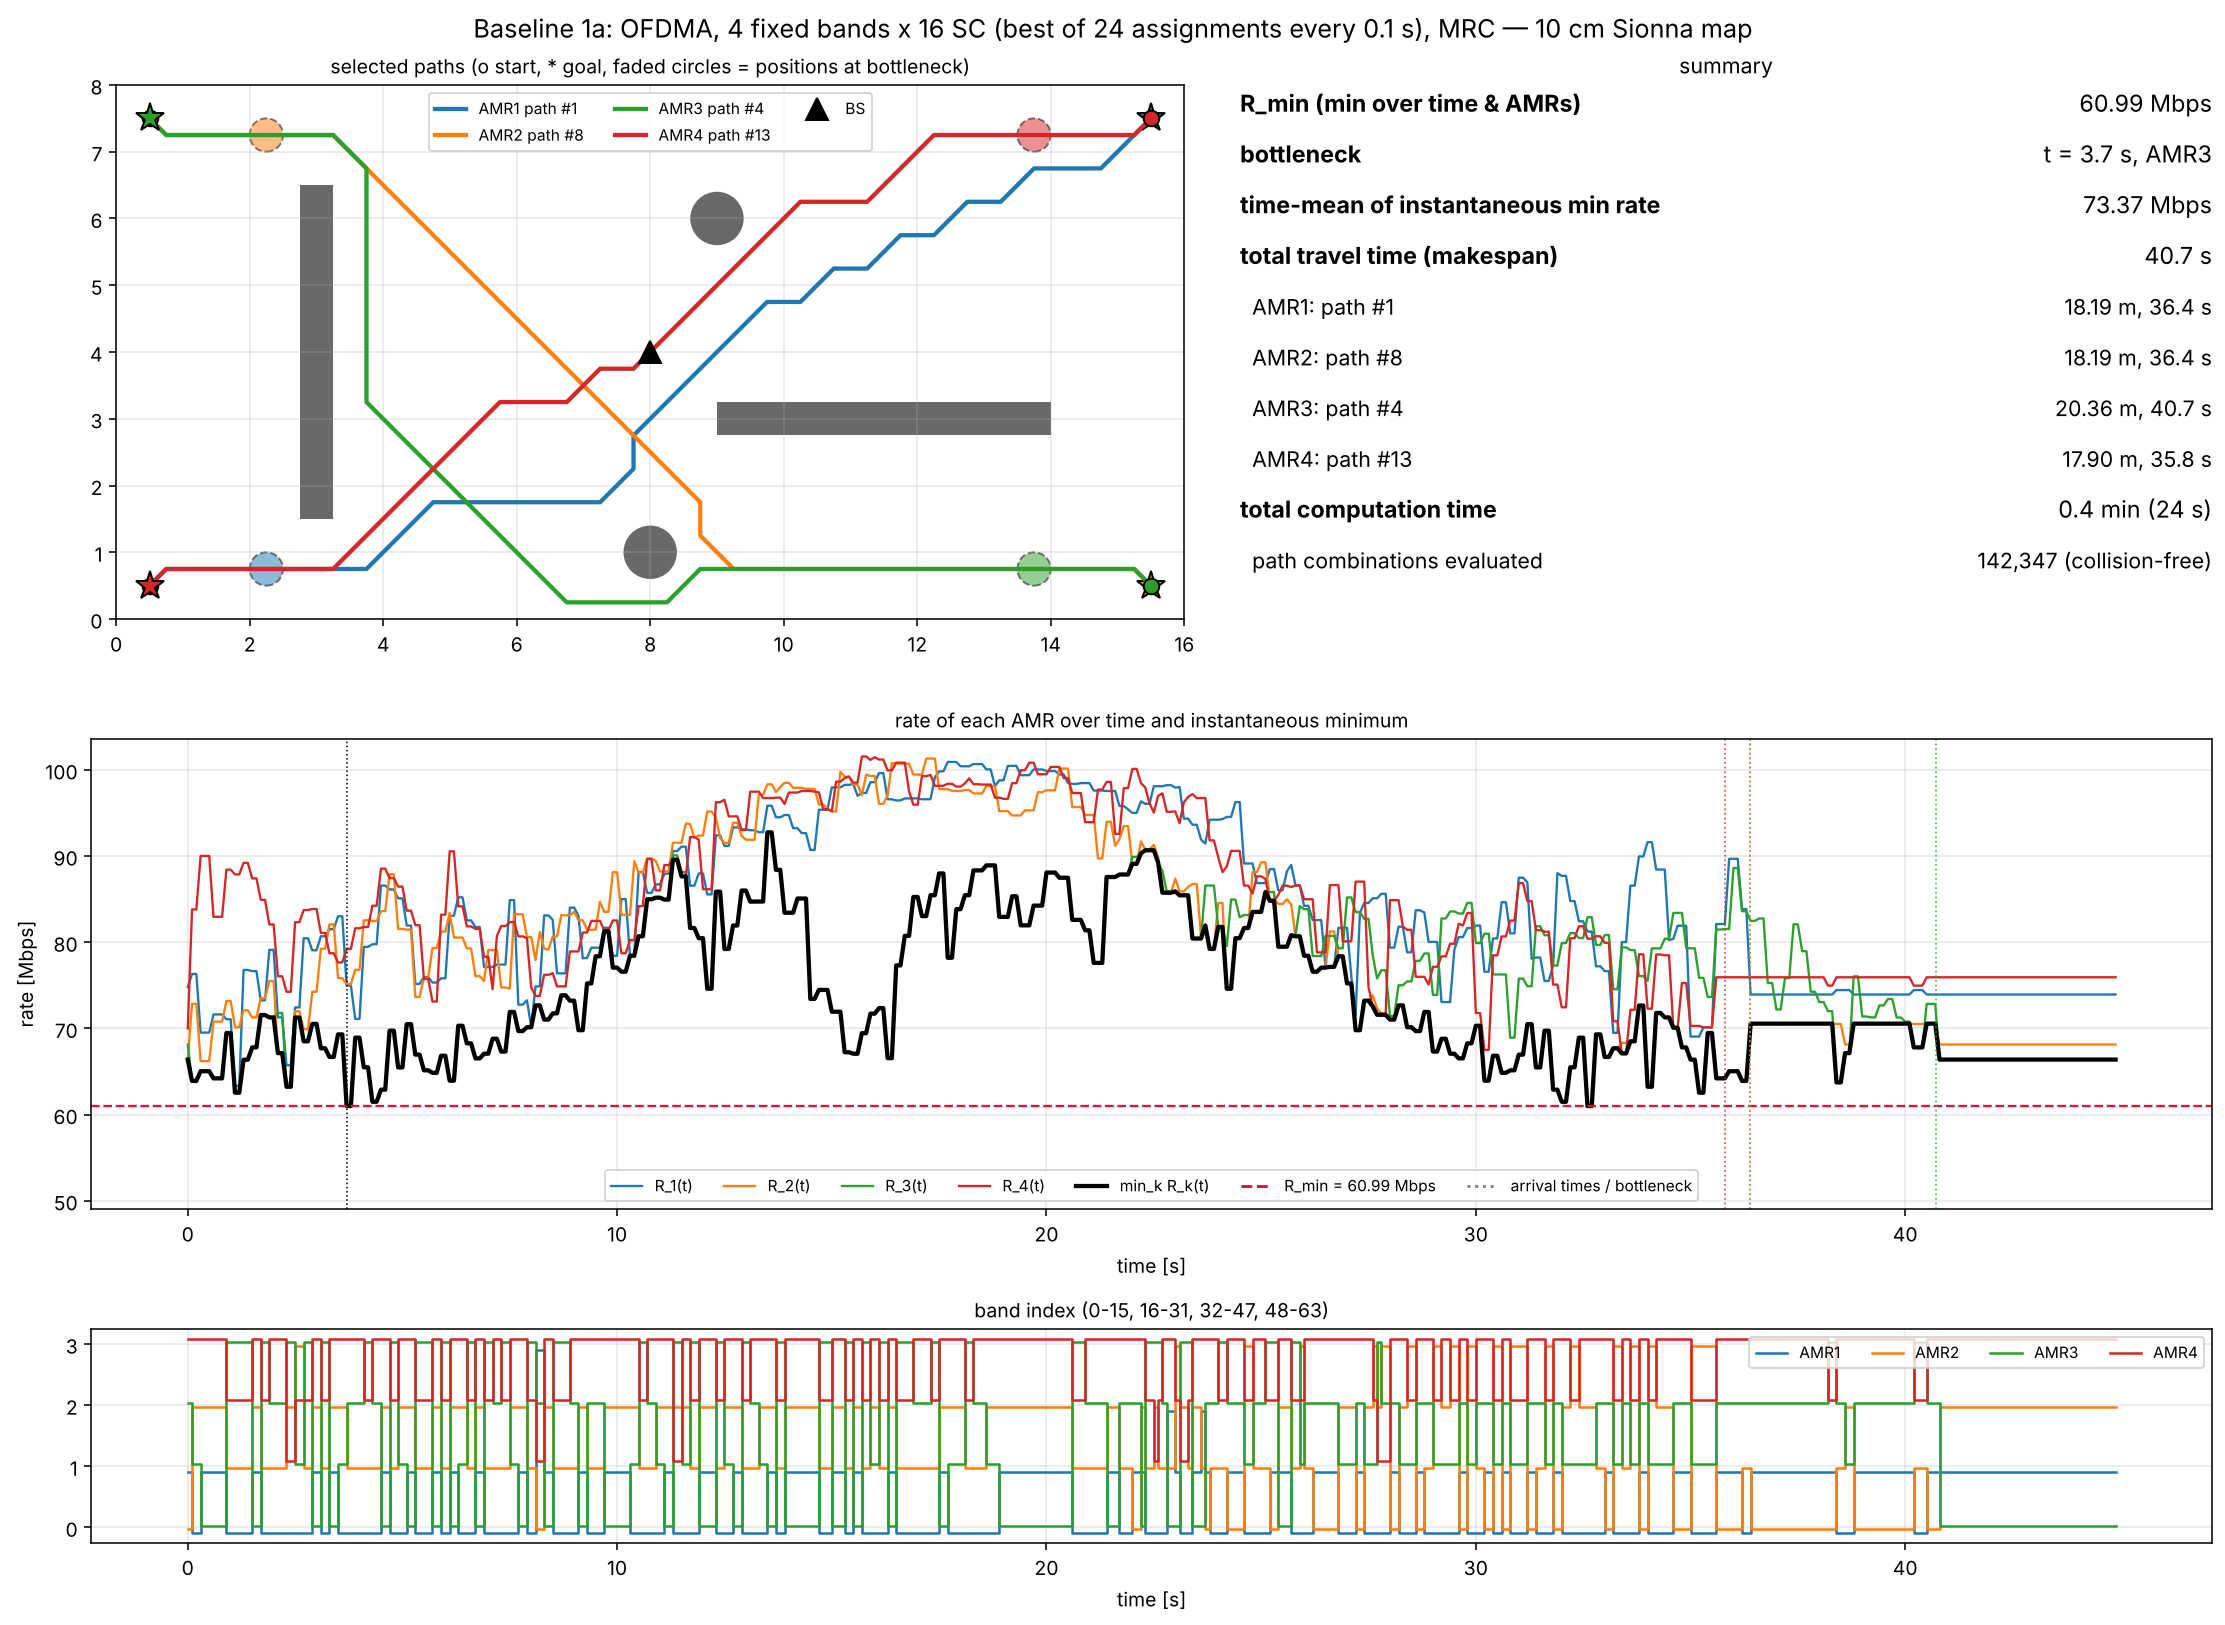 Baseline 1a: OFDMA, 4 fixed bands x 16 SC (best of 24 assignments every 0.1 s), MRC — 10 cm Sionna map
selected paths (o start, * goal, faded circles = positions at bottleneck)
AMR1 path #1
AMR2 path #8
AMR3 path #4
AMR4 path #13
BS
8
7
6
5
4
3
2
1
0
0 2 4 6 8 10 12 14 16
summary
R_min (min over time & AMRs) 60.99 Mbps
bottleneck t = 3.7 s, AMR3
time-mean of instantaneous min rate 73.37 Mbps
total travel time (makespan) 40.7 s
AMR1: path #1 18.19 m, 36.4 s
AMR2: path #8 18.19 m, 36.4 s
AMR3: path #4 20.36 m, 40.7 s
AMR4: path #13 17.90 m, 35.8 s
total computation time 0.4 min (24 s)
path combinations evaluated 142,347 (collision-free)
rate of each AMR over time and instantaneous minimum
rate [Mbps]
100
90
80
70
60
50
R_1(t) R_2(t) R_3(t) R_4(t) min_k R_k(t) R_min = 60.99 Mbps arrival times / bottleneck
0 10 20 30 40
time [s]
band index (0-15, 16-31, 32-47, 48-63)
3
2
1
0
AMR1 AMR2 AMR3 AMR4
0 10 20 30 40
time [s]